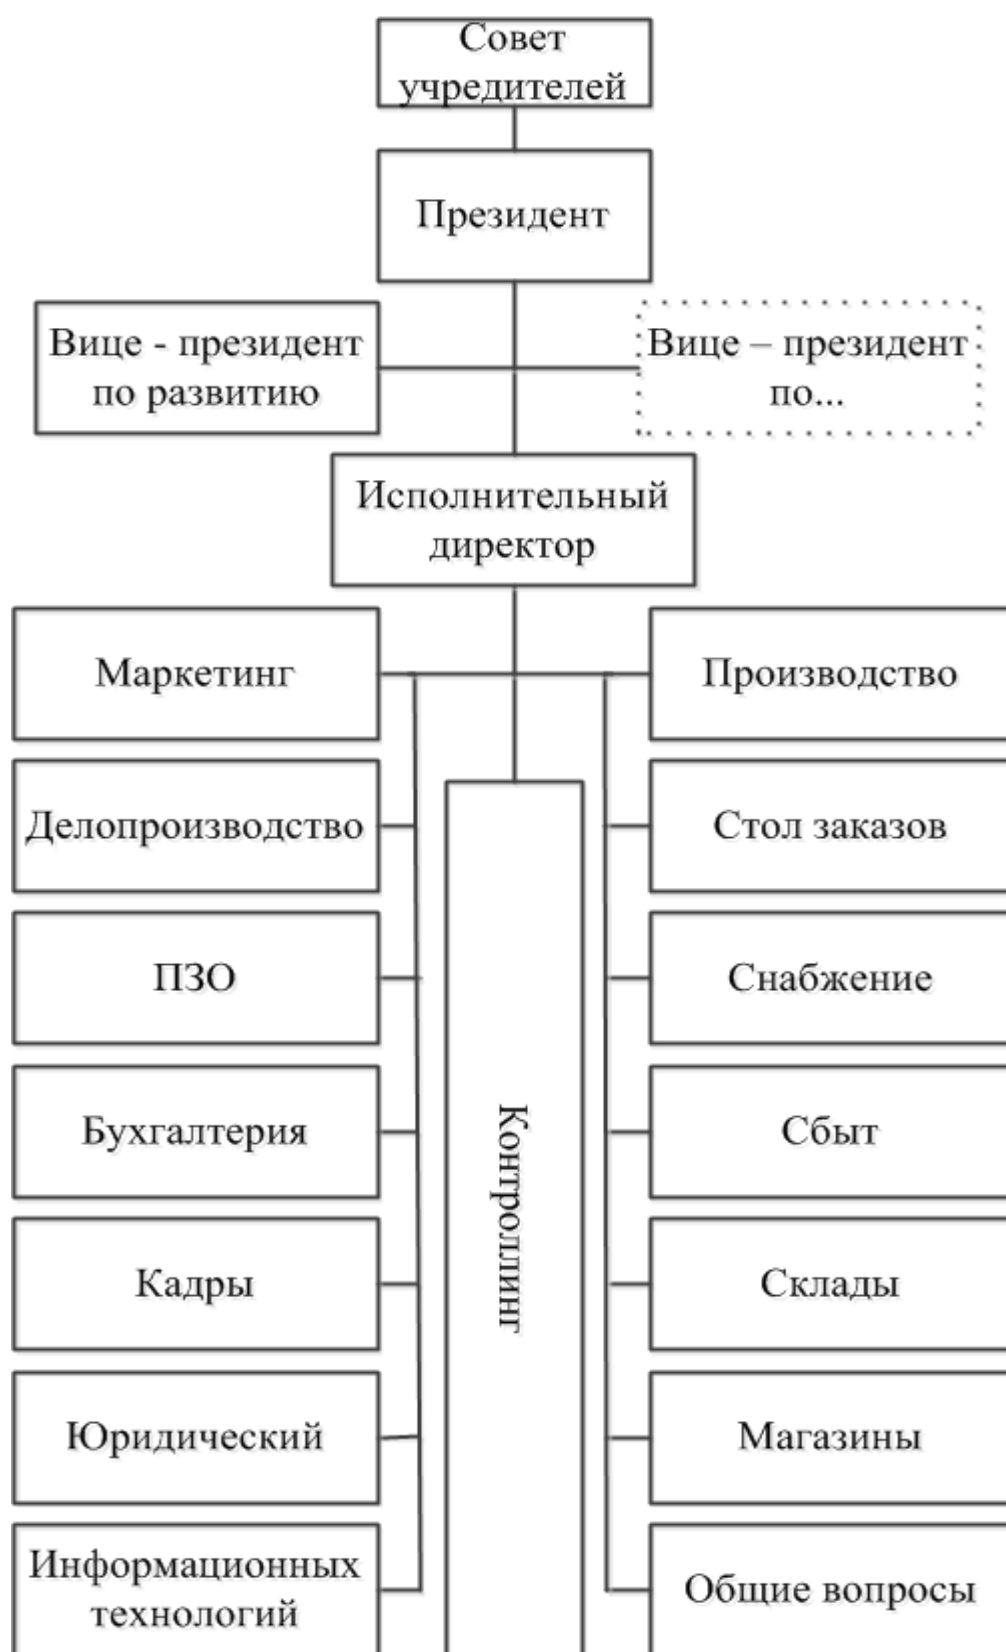 Совет
учредителей
Президент
Вице - президент
по развитию
Вице – президент
по...
Исполнительный
директор
Маркетинг
Производство
Делопроизводство
Стол заказов
ПЗО
Снабжение
Бухгалтерия
Сбыт
Контроллинг
Кадры
Склады
Юридический
Магазины
Информационных
технологий
Общие вопросы